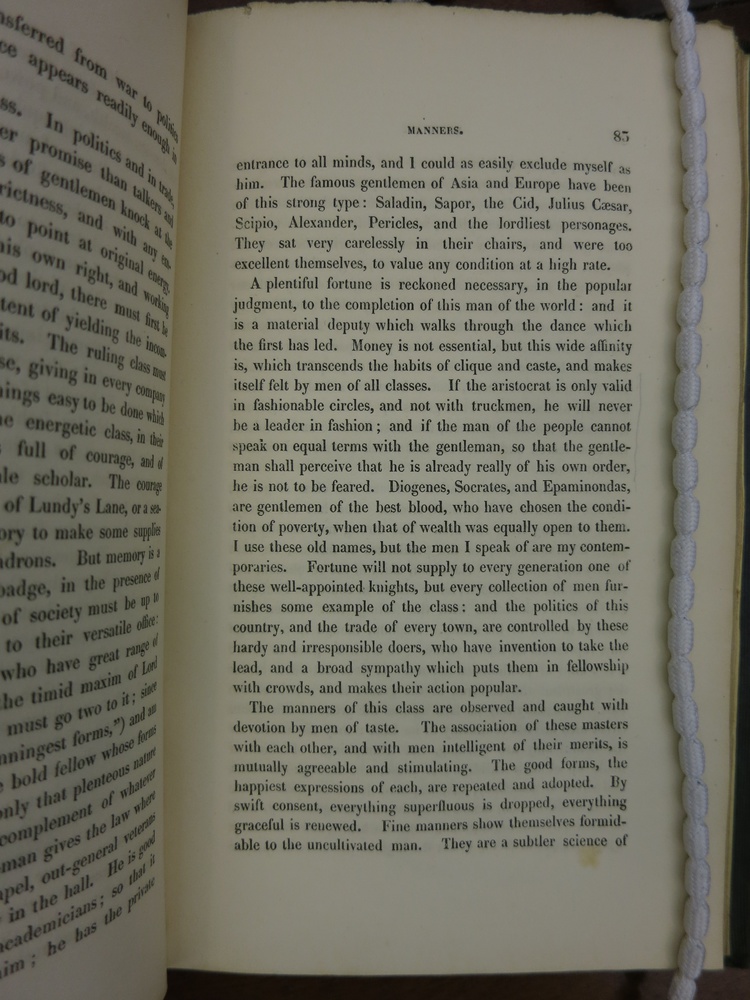 nsferred from war to politics
ce appears readily enough in
ss. In politics and in trade,
er promise than talkers and
s of gentlemen knock at the
rictness, and with any em-
to point at original energy.
his own right, and working
od lord, there must first be
tent of yielding the incom-
its. The ruling class must
se, giving in every company
nings easy to be done which
he energetic class, in their
s full of courage, and of
ale scholar. The courage
of Lundy's Lane, or a sea-
ory to make some supplies
adrons. But memory is a
badge, in the presence of
of society must be up to
to their versatile office:
who have great range of
the timid maxim of Lord
must go two to it; since
nningest forms,") and am
e bold fellow whose forms
only that plenteous nature
complement of whatever
man gives the law where
apel, out-general veterans
y in the hall. He is good
academicians; so that it
him; he has the private
MANNERS. 85
entrance to all minds, and I could as easily exclude myself as
him. The famous gentlemen of Asia and Europe have been
of this strong type: Saladin, Sapor, the Cid, Julius Cæsar,
Scipio, Alexander, Pericles, and the lordliest personages.
They sat very carelessly in their chairs, and were too
excellent themselves, to value any condition at a high rate.
A plentiful fortune is reckoned necessary, in the popular
judgment, to the completion of this man of the world: and it
is a material deputy which walks through the dance which
the first has led. Money is not essential, but this wide affinity
is, which transcends the habits of clique and caste, and makes
itself felt by men of all classes. If the aristocrat is only valid
in fashionable circles, and not with truckmen, he will never
be a leader in fashion; and if the man of the people cannot
speak on equal terms with the gentleman, so that the gentle-
man shall perceive that he is already really of his own order,
he is not to be feared. Diogenes, Socrates, and Epaminondas,
are gentlemen of the best blood, who have chosen the condi-
tion of poverty, when that of wealth was equally open to them.
I use these old names, but the men I speak of are my contem-
poraries. Fortune will not supply to every generation one of
these well-appointed knights, but every collection of men fur-
nishes some example of the class: and the politics of this
country, and the trade of every town, are controlled by these
hardy and irresponsible doers, who have invention to take the
lead, and a broad sympathy which puts them in fellowship
with crowds, and makes their action popular.
The manners of this class are observed and caught with
devotion by men of taste. The association of these masters
with each other, and with men intelligent of their merits, is
mutually agreeable and stimulating. The good forms, the
happiest expressions of each, are repeated and adopted. By
swift consent, everything superfluous is dropped, everything
graceful is renewed. Fine manners show themselves formid-
able to the uncultivated man. They are a subtler science of